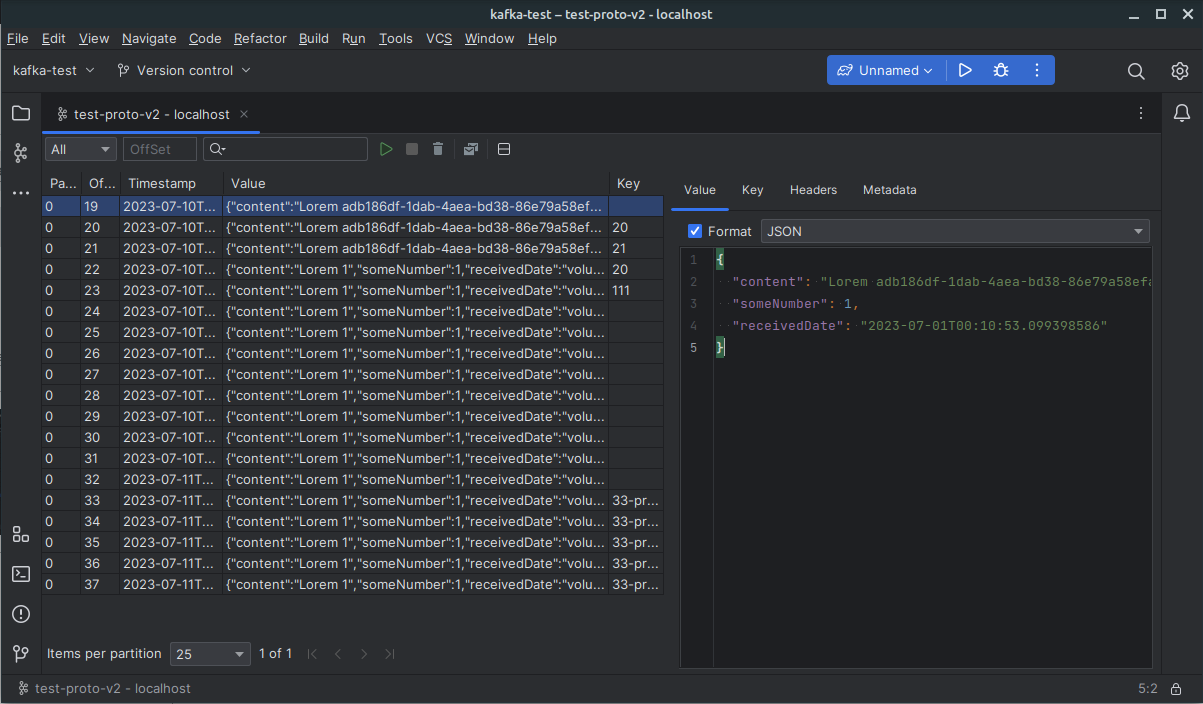 kafka-test – test-proto-v2 - localhost
File Edit View Navigate Code Refactor Build Run Tools VCS Window Help
kafka-test Version control Unnamed
test-proto-v2 - localhost
All OffSet
Pa... Of... Timestamp Value Key
0 19 2023-07-10T... {"content":"Lorem adb186df-1dab-4aea-bd38-86e79a58ef...
0 20 2023-07-10T... {"content":"Lorem adb186df-1dab-4aea-bd38-86e79a58ef... 20
0 21 2023-07-10T... {"content":"Lorem adb186df-1dab-4aea-bd38-86e79a58ef... 21
0 22 2023-07-10T... {"content":"Lorem 1","someNumber":1,"receivedDate":"volu... 20
0 23 2023-07-10T... {"content":"Lorem 1","someNumber":1,"receivedDate":"volu... 111
0 24 2023-07-10T... {"content":"Lorem 1","someNumber":1,"receivedDate":"volu...
0 25 2023-07-10T... {"content":"Lorem 1","someNumber":1,"receivedDate":"volu...
0 26 2023-07-10T... {"content":"Lorem 1","someNumber":1,"receivedDate":"volu...
0 27 2023-07-10T... {"content":"Lorem 1","someNumber":1,"receivedDate":"volu...
0 28 2023-07-10T... {"content":"Lorem 1","someNumber":1,"receivedDate":"volu...
0 29 2023-07-10T... {"content":"Lorem 1","someNumber":1,"receivedDate":"volu...
0 30 2023-07-10T... {"content":"Lorem 1","someNumber":1,"receivedDate":"volu...
0 31 2023-07-10T... {"content":"Lorem 1","someNumber":1,"receivedDate":"volu...
0 32 2023-07-11T... {"content":"Lorem 1","someNumber":1,"receivedDate":"volu...
0 33 2023-07-11T... {"content":"Lorem 1","someNumber":1,"receivedDate":"volu... 33-pr...
0 34 2023-07-11T... {"content":"Lorem 1","someNumber":1,"receivedDate":"volu... 33-pr...
0 35 2023-07-11T... {"content":"Lorem 1","someNumber":1,"receivedDate":"volu... 33-pr...
0 36 2023-07-11T... {"content":"Lorem 1","someNumber":1,"receivedDate":"volu... 33-pr...
0 37 2023-07-11T... {"content":"Lorem 1","someNumber":1,"receivedDate":"volu... 33-pr...
Items per partition 25 1 of 1
Value Key Headers Metadata
Format JSON
1 {
2 "content": "Lorem adb186df-1dab-4aea-bd38-86e79a58efa
3 "someNumber": 1,
4 "receivedDate": "2023-07-01T00:10:53.099398586"
5 }
test-proto-v2 - localhost 5:2